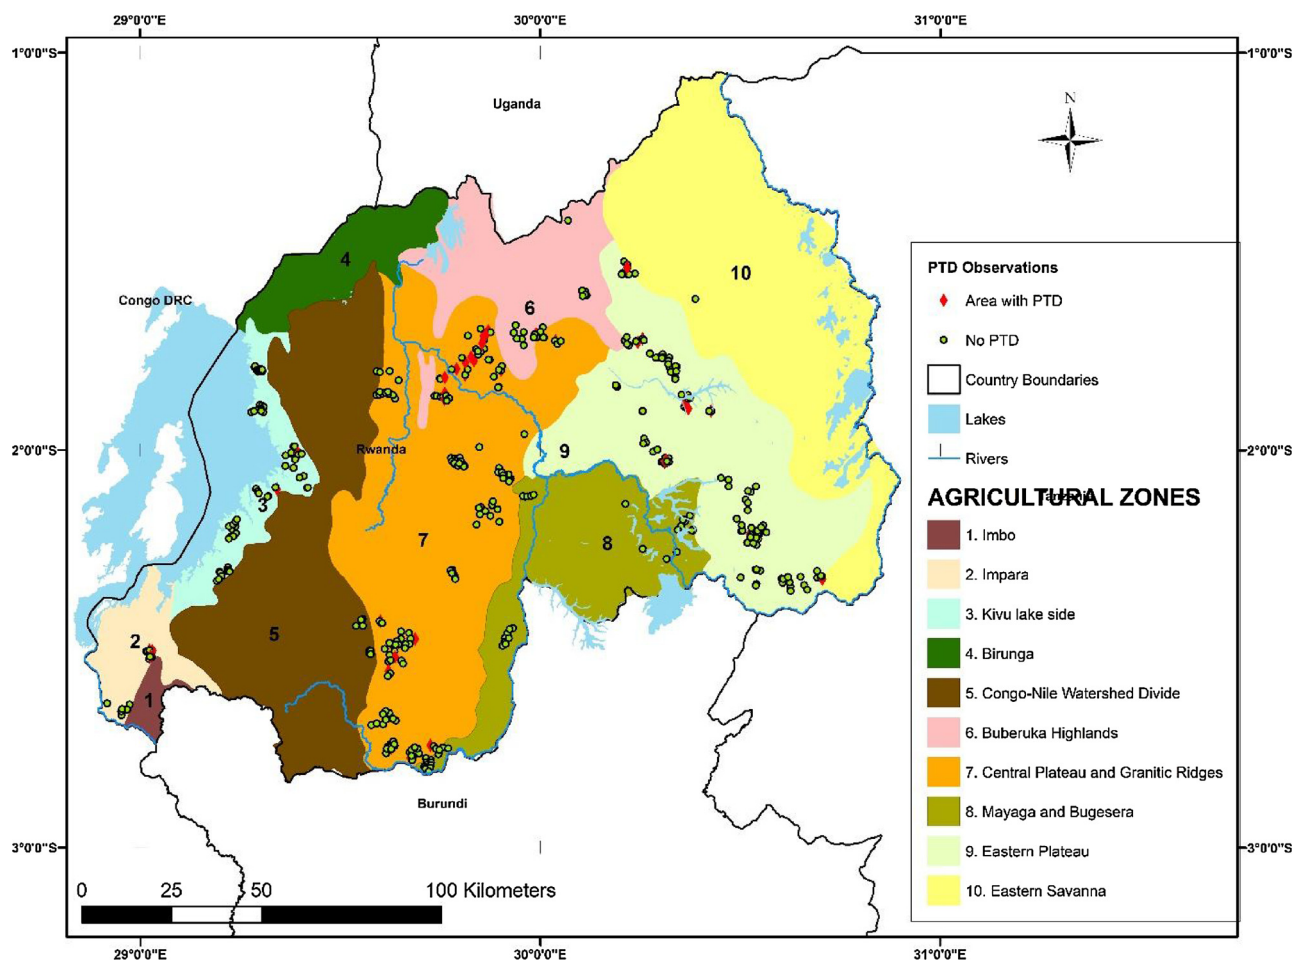 29°0'0"E 30°0'0"E 31°0'0"E
1°0'0"S 1°0'0"S
Uganda
N
PTD Observations
Area with PTD
No PTD
Country Boundaries
Lakes
Rivers
AGRICULTURAL ZONES
1. Imbo
2. Impara
3. Kivu lake side
4. Birunga
5. Congo-Nile Watershed Divide
6. Buberuka Highlands
7. Central Plateau and Granitic Ridges
8. Mayaga and Bugesera
9. Eastern Plateau
10. Eastern Savanna
4
10
Congo DRC
6
2°0'0"S 2°0'0"S
Rwanda
9
3
7
8
2
5
1
Burundi
3°0'0"S 3°0'0"S
0 25 50 100 Kilometers
29°0'0"E 30°0'0"E 31°0'0"E